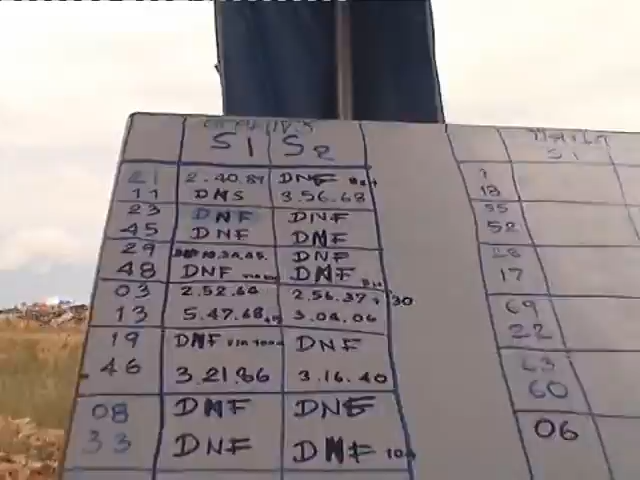 S1 S2
21 2.40.89 DNF
11 DNS 3.56.68
23 DNF DNF
45 DNF DNF
29 DNF
48 DNF DNF
03 2.52.64 2.56.37+30
13 5.47.68 3.04.06
19 DNF DNF
46 3.21.86 3.16.40
08 DNF DNF
33 DNF DNF
S1
13
55
52
28
17
69
22
63
60
06